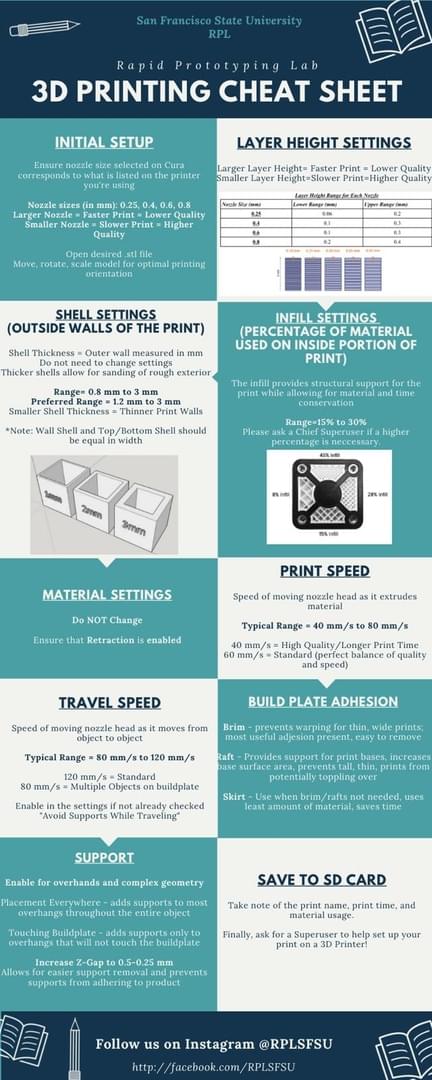 San Francisco State University
RPL
Rapid Prototyping Lab
3D PRINTING CHEAT SHEET
INITIAL SETUP
Ensure nozzle size selected on Cura
corresponds to what is listed on the printer
you're using
Nozzle sizes (in mm): 0.25, 0.4, 0.6, 0.8
Larger Nozzle = Faster Print = Lower Quality
Smaller Nozzle = Slower Print = Higher
Quality
Open desired .stl file
Move, rotate, scale model for optimal printing
orientation
LAYER HEIGHT SETTINGS
Larger Layer Height= Faster Print = Lower Quality
Smaller Layer Height=Slower Print=Higher Quality
Layer Height Range for Each Nozzle
Nozzle Size (mm) Lower Range (mm) Upper Range (mm)
0.25 0.06 0.2
0.4 0.1 0.3
0.6 0.1 0.3
0.8 0.2 0.4
SHELL SETTINGS
(OUTSIDE WALLS OF THE PRINT)
Shell Thickness = Outer wall measured in mm
Do not need to change settings
Thicker shells allow for sanding of rough exterior
Range= 0.8 mm to 3 mm
Preferred Range = 1.2 mm to 3 mm
Smaller Shell Thickness = Thinner Print Walls
*Note: Wall Shell and Top/Bottom Shell should
be equal in width
1mm
2mm
3mm
INFILL SETTINGS
(PERCENTAGE OF MATERIAL
USED ON INSIDE PORTION OF
PRINT)
The infill provides structural support for the
print while allowing for material and time
conservation
Range=15% to 30%
Please ask a Chief Superuser if a higher
percentage is neccessary.
8% Infill
15% Infill
MATERIAL SETTINGS
Do NOT Change
Ensure that Retraction is enabled
PRINT SPEED
Speed of moving nozzle head as it extrudes
material
Typical Range = 40 mm/s to 80 mm/s
40 mm/s = High Quality/Longer Print Time
60 mm/s = Standard (perfect balance of quality
and speed)
TRAVEL SPEED
Speed of moving nozzle head as it moves from
object to object
Typical Range = 80 mm/s to 120 mm/s
120 mm/s = Standard
80 mm/s = Multiple Objects on buildplate
Enable in the settings if not already checked
"Avoid Supports While Traveling"
BUILD PLATE ADHESION
Brim - prevents warping for thin, wide prints;
most useful adjesion present, easy to remove
Raft - Provides support for print bases, increases
base surface area, prevents tall, thin, prints from
potentially toppling over
Skirt - Use when brim/rafts not needed, uses
least amount of material, saves time
SUPPORT
Enable for overhands and complex geometry
Placement Everywhere - adds supports to most
overhangs throughout the entire object
Touching Buildplate - adds supports only to
overhangs that will not touch the buildplate
Increase Z-Gap to 0.5-0.25 mm
Allows for easier support removal and prevents
supports from adhering to product
SAVE TO SD CARD
Take note of the print name, print time, and
material usage.
Finally, ask for a Superuser to help set up your
print on a 3D Printer!
Follow us on Instagram @RPLSFSU
http://facebook.com/RPLSFSU